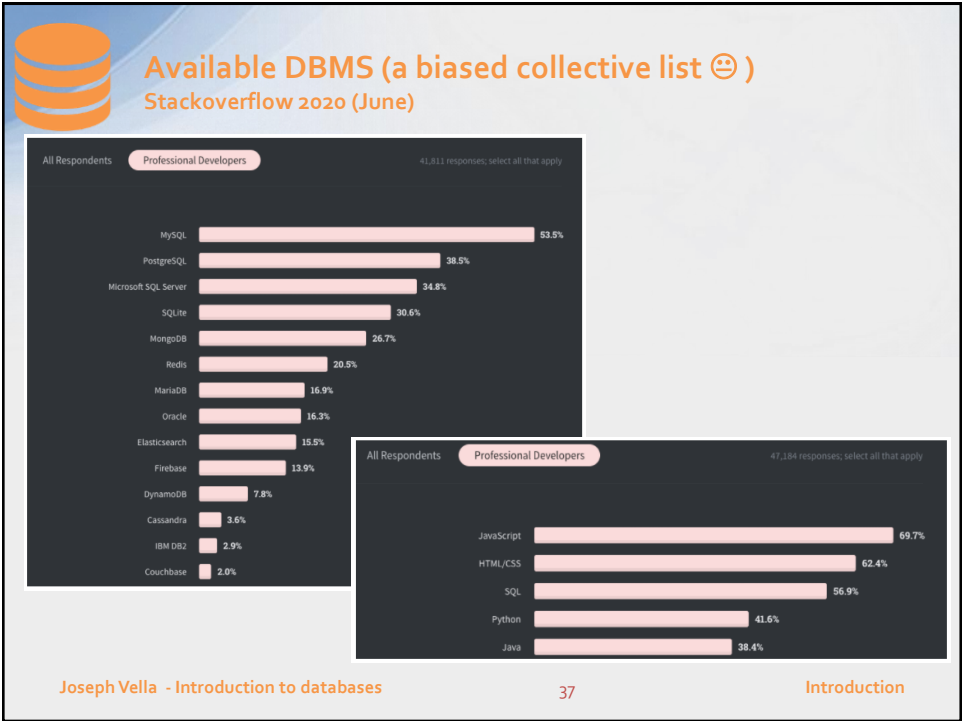 Available DBMS (a biased collective list 😐 )
Stackoverflow 2020 (June)
All Respondents Professional Developers 41,811 responses; select all that apply
MySQL 53.5%
PostgreSQL 38.5%
Microsoft SQL Server 34.8%
SQLite 30.6%
MongoDB 26.7%
Redis 20.5%
MariaDB 16.9%
Oracle 16.3%
Elasticsearch 15.5%
Firebase 13.9%
DynamoDB 7.8%
Cassandra 3.6%
IBM DB2 2.9%
Couchbase 2.0%
All Respondents Professional Developers 47,184 responses; select all that apply
JavaScript 69.7%
HTML/CSS 62.4%
SQL 56.9%
Python 41.6%
Java 38.4%
Joseph Vella - Introduction to databases 37 Introduction